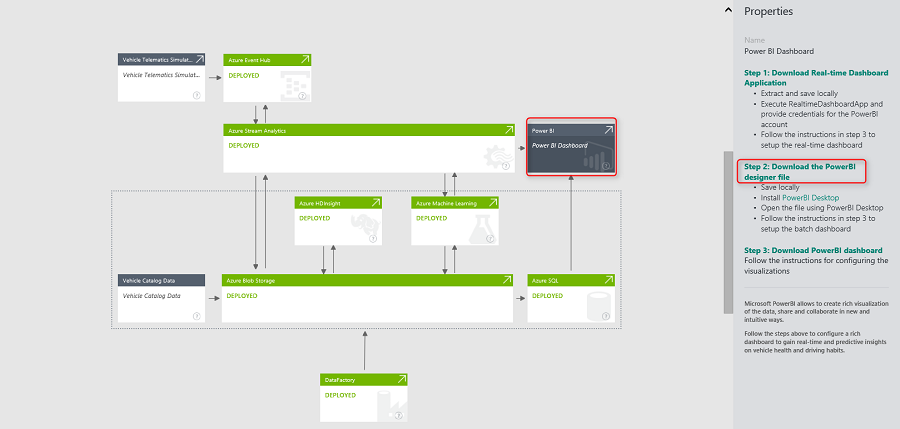 Properties
Name
Power BI Dashboard
Step 1: Download Real-time Dashboard
Application
• Extract and save locally
• Execute RealtimeDashboardApp and
provide credentials for the PowerBI
account
• Follow the instructions in step 3 to
setup the real-time dashboard
Step 2: Download the PowerBI
designer file
• Save locally
• Install PowerBI Desktop
• Open the file using PowerBI Desktop
• Follow the instructions in step 3 to
setup the batch dashboard
Step 3: Download PowerBI dashboard
Follow the instructions for configuring the
visualizations
Microsoft PowerBI allows to create rich visualization
of the data, share and collaborate in new and
intuitive ways.
Follow the steps above to configure a rich
dashboard to gain real-time and predictive insights
on vehicle health and driving habits.
Vehicle Telematics Simulat...
Vehicle Telematics Simulat...
?
Azure Event Hub
DEPLOYED
?
Azure Stream Analytics
DEPLOYED
?
Power BI
Power BI Dashboard
?
Azure HDInsight
DEPLOYED
?
Azure Machine Learning
DEPLOYED
?
Vehicle Catalog Data
Vehicle Catalog Data
?
Azure Blob Storage
DEPLOYED
?
Azure SQL
DEPLOYED
?
DataFactory
DEPLOYED
?